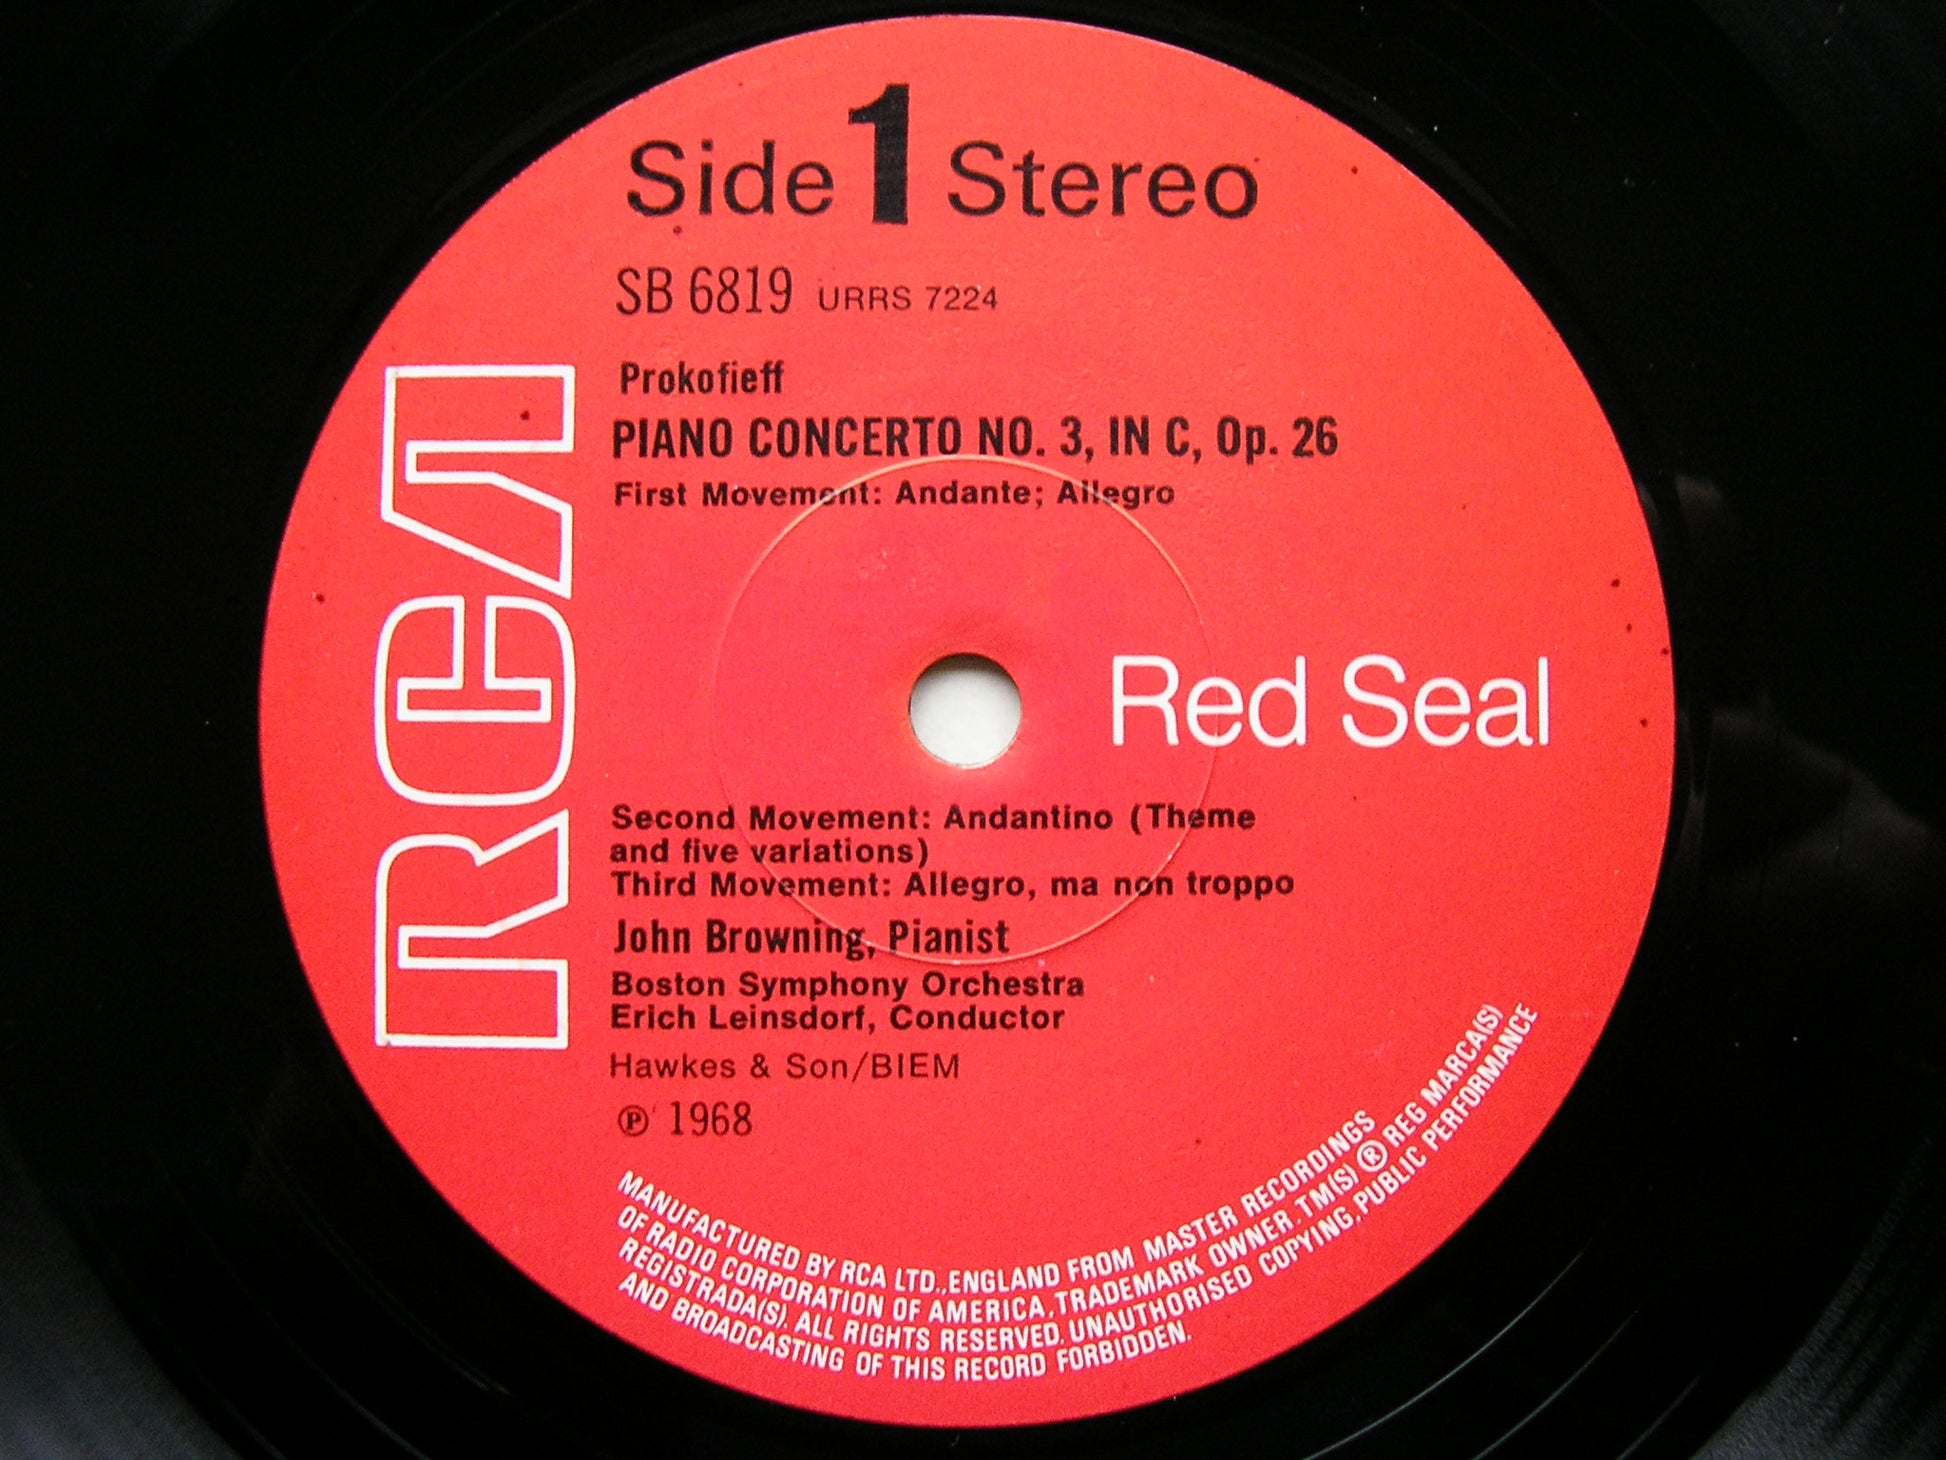 Side 1 Stereo
SB 6819 URRS 7224
Prokofieff
PIANO CONCERTO NO. 3, IN C, Op. 26
First Movement: Andante; Allegro
RCA
Red Seal
Second Movement: Andantino (Theme
and five variations)
Third Movement: Allegro, ma non troppo
John Browning, Pianist
Boston Symphony Orchestra
Erich Leinsdorf, Conductor
Hawkes & Son/BIEM
℗ 1968
MANUFACTURED BY RCA LTD., ENGLAND FROM MASTER RECORDINGS
OF RADIO CORPORATION OF AMERICA. TRADEMARK OWNER. TM(S) ® REG MARCA(S)
REGISTRADA(S). ALL RIGHTS RESERVED. UNAUTHORISED COPYING, PUBLIC PERFORMANCE
AND BROADCASTING OF THIS RECORD FORBIDDEN.